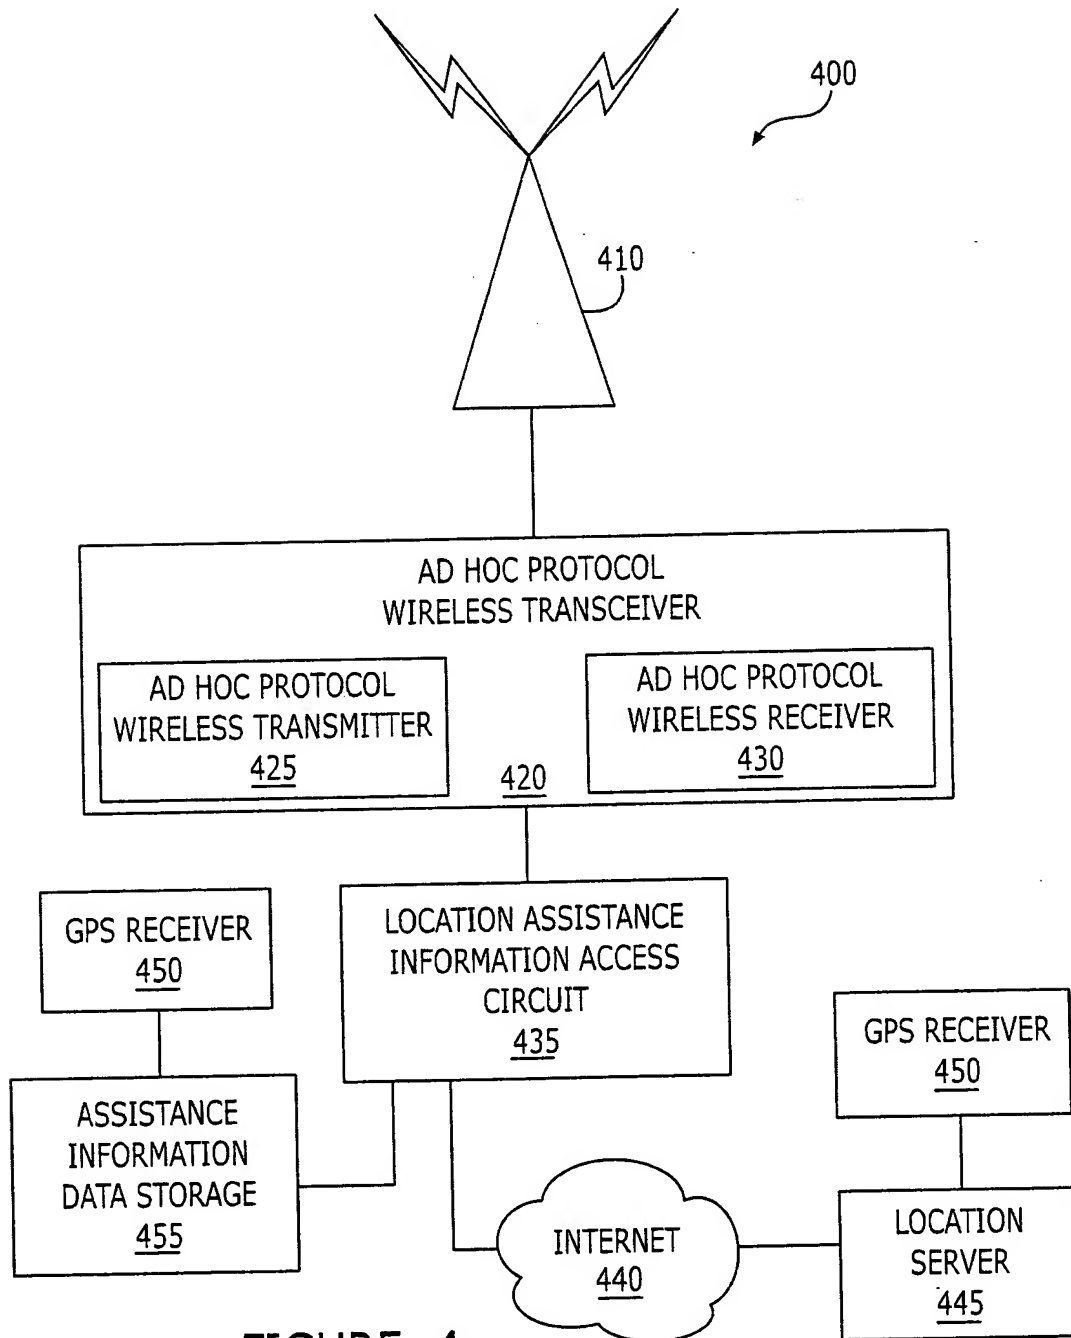 400
410
AD HOC PROTOCOL
WIRELESS TRANSCEIVER
AD HOC PROTOCOL
WIRELESS TRANSMITTER
425
420
AD HOC PROTOCOL
WIRELESS RECEIVER
430
GPS RECEIVER
450
LOCATION ASSISTANCE
INFORMATION ACCESS
CIRCUIT
435
GPS RECEIVER
450
ASSISTANCE
INFORMATION
DATA STORAGE
455
INTERNET
440
LOCATION
SERVER
445
FIGURE 4